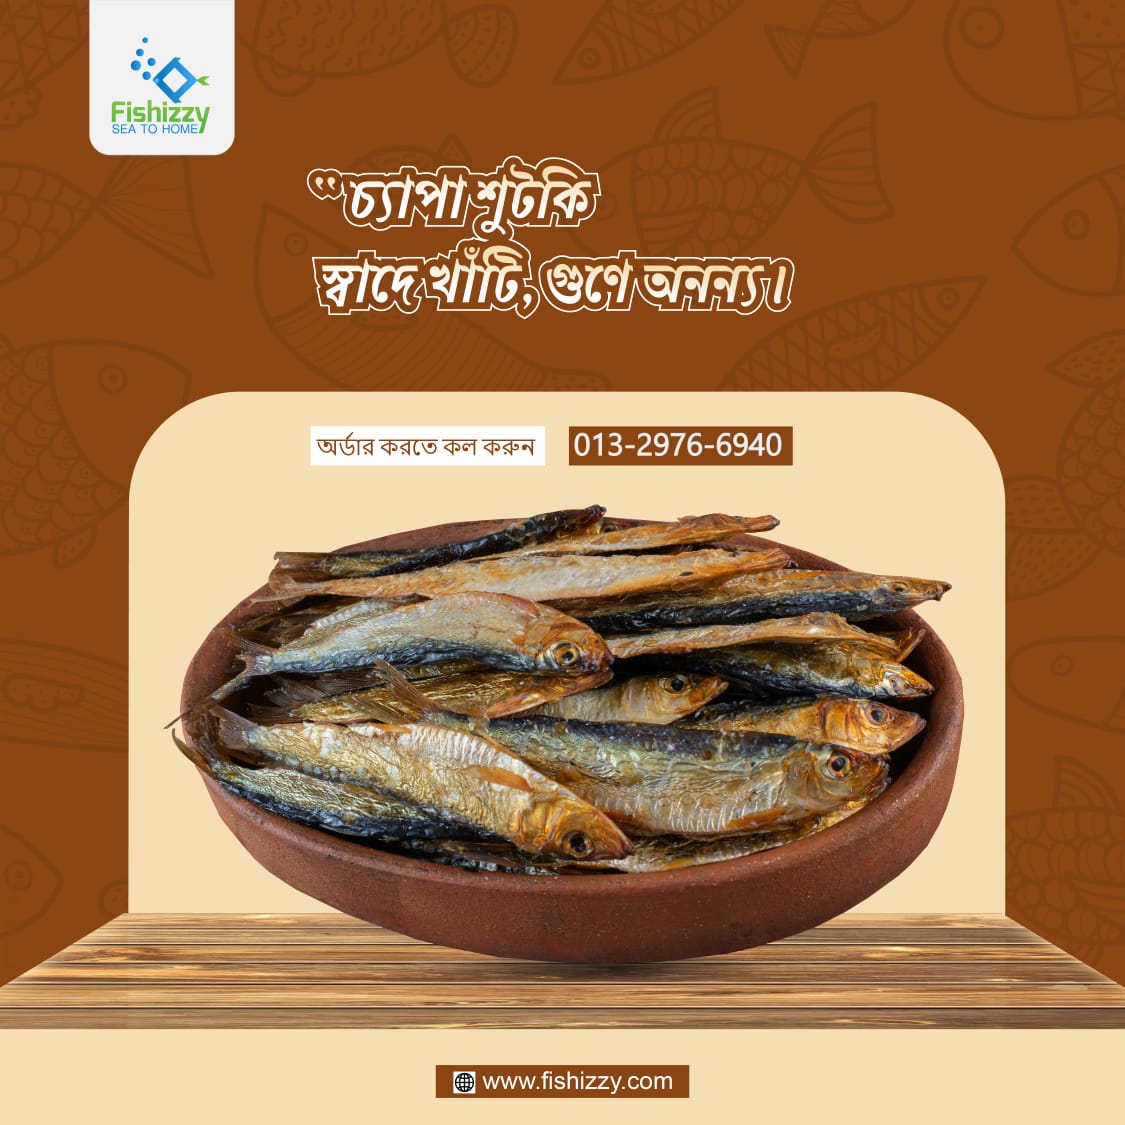 Fishizzy
SEA TO HOME
“চ্যাপা শুটকি
স্বাদে খাঁটি, গুণে অনন্য।
অর্ডার করতে কল করুন 013-2976-6940
www.fishizzy.com